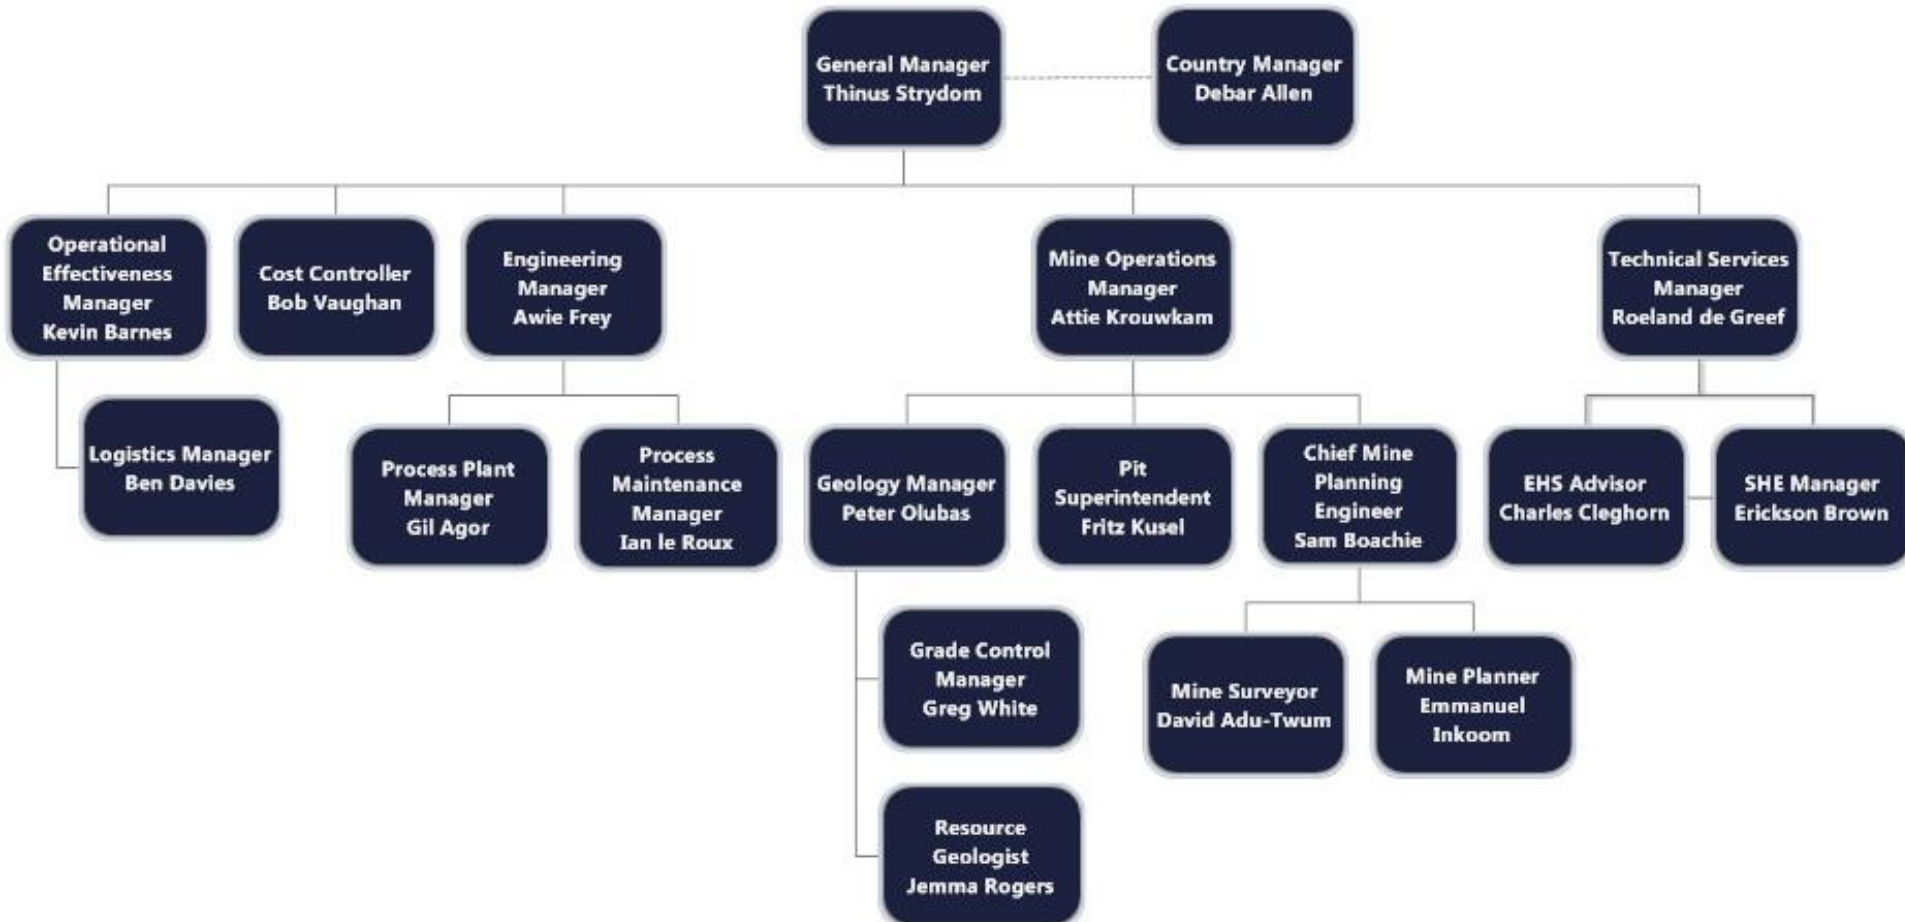 General Manager
Thinus Strydom
Country Manager
Debar Allen
Operational
Effectiveness
Manager
Kevin Barnes
Cost Controller
Bob Vaughan
Engineering
Manager
Awie Frey
Mine Operations
Manager
Attie Krouwkam
Technical Services
Manager
Roeland de Greef
Logistics Manager
Ben Davies
Process Plant
Manager
Gil Agor
Process
Maintenance
Manager
Ian le Roux
Geology Manager
Peter Olubas
Pit
Superintendent
Fritz Kusel
Chief Mine
Planning
Engineer
Sam Boachie
EHS Advisor
Charles Cleghorn
SHE Manager
Erickson Brown
Grade Control
Manager
Greg White
Mine Surveyor
David Adu-Twum
Mine Planner
Emmanuel
Inkoom
Resource
Geologist
Jemma Rogers